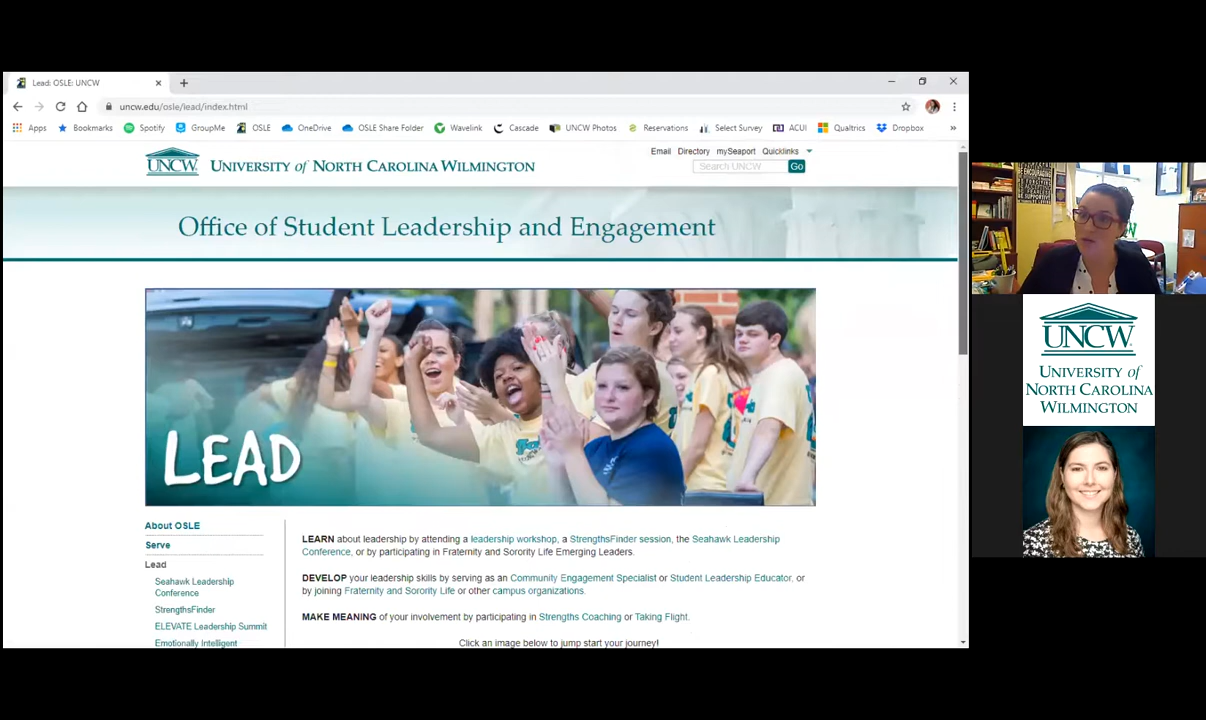 Lead: OSLE: UNCW
uncw.edu/osle/lead/index.html
Apps Bookmarks Spotify GroupMe OSLE OneDrive OSLE Share Folder Wavelink Cascade UNCW Photos Reservations Select Survey ACUI Qualtrics Dropbox »
Email Directory mySeaport Quicklinks
UNCW UNIVERSITY of NORTH CAROLINA WILMINGTON
Search UNCW Go
Office of Student Leadership and Engagement
LEAD
About OSLE
Serve
Lead
Seahawk Leadership
Conference
StrengthsFinder
ELEVATE Leadership Summit
Emotionally Intelligent
LEARN about leadership by attending a leadership workshop, a StrengthsFinder session, the Seahawk Leadership
Conference, or by participating in Fraternity and Sorority Life Emerging Leaders.
DEVELOP your leadership skills by serving as an Community Engagement Specialist or Student Leadership Educator, or
by joining Fraternity and Sorority Life or other campus organizations.
MAKE MEANING of your involvement by participating in Strengths Coaching or Taking Flight.
Click an image below to jump start your journey!
UNCW
UNIVERSITY of
NORTH CAROLINA
WILMINGTON